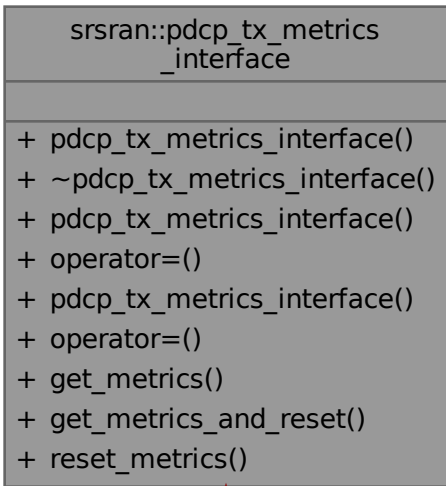 srsran::pdcp_tx_metrics
_interface
+ pdcp_tx_metrics_interface()
+ ~pdcp_tx_metrics_interface()
+ pdcp_tx_metrics_interface()
+ operator=()
+ pdcp_tx_metrics_interface()
+ operator=()
+ get_metrics()
+ get_metrics_and_reset()
+ reset_metrics()